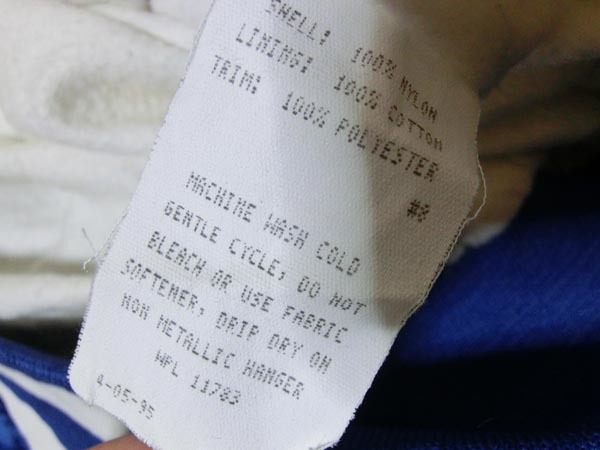 SHELL: 100% NYLON
LINING: 100% COTTON
TRIM: 100% POLYESTER
#8
MACHINE WASH COLD
GENTLE CYCLE, DO NOT
BLEACH OR USE FABRIC
SOFTENER, DRIP DRY ON
NON METALLIC HANGER
WPL 11783
4-05-95